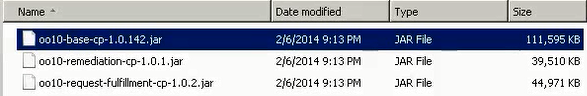 Name Date modified Type Size
oo10-base-cp-1.0.142.jar 2/6/2014 9:13 PM JAR File 111,595 KB
oo10-remediation-cp-1.0.1.jar 2/6/2014 9:13 PM JAR File 39,510 KB
oo10-request-fulfillment-cp-1.0.2.jar 2/6/2014 9:13 PM JAR File 44,971 KB